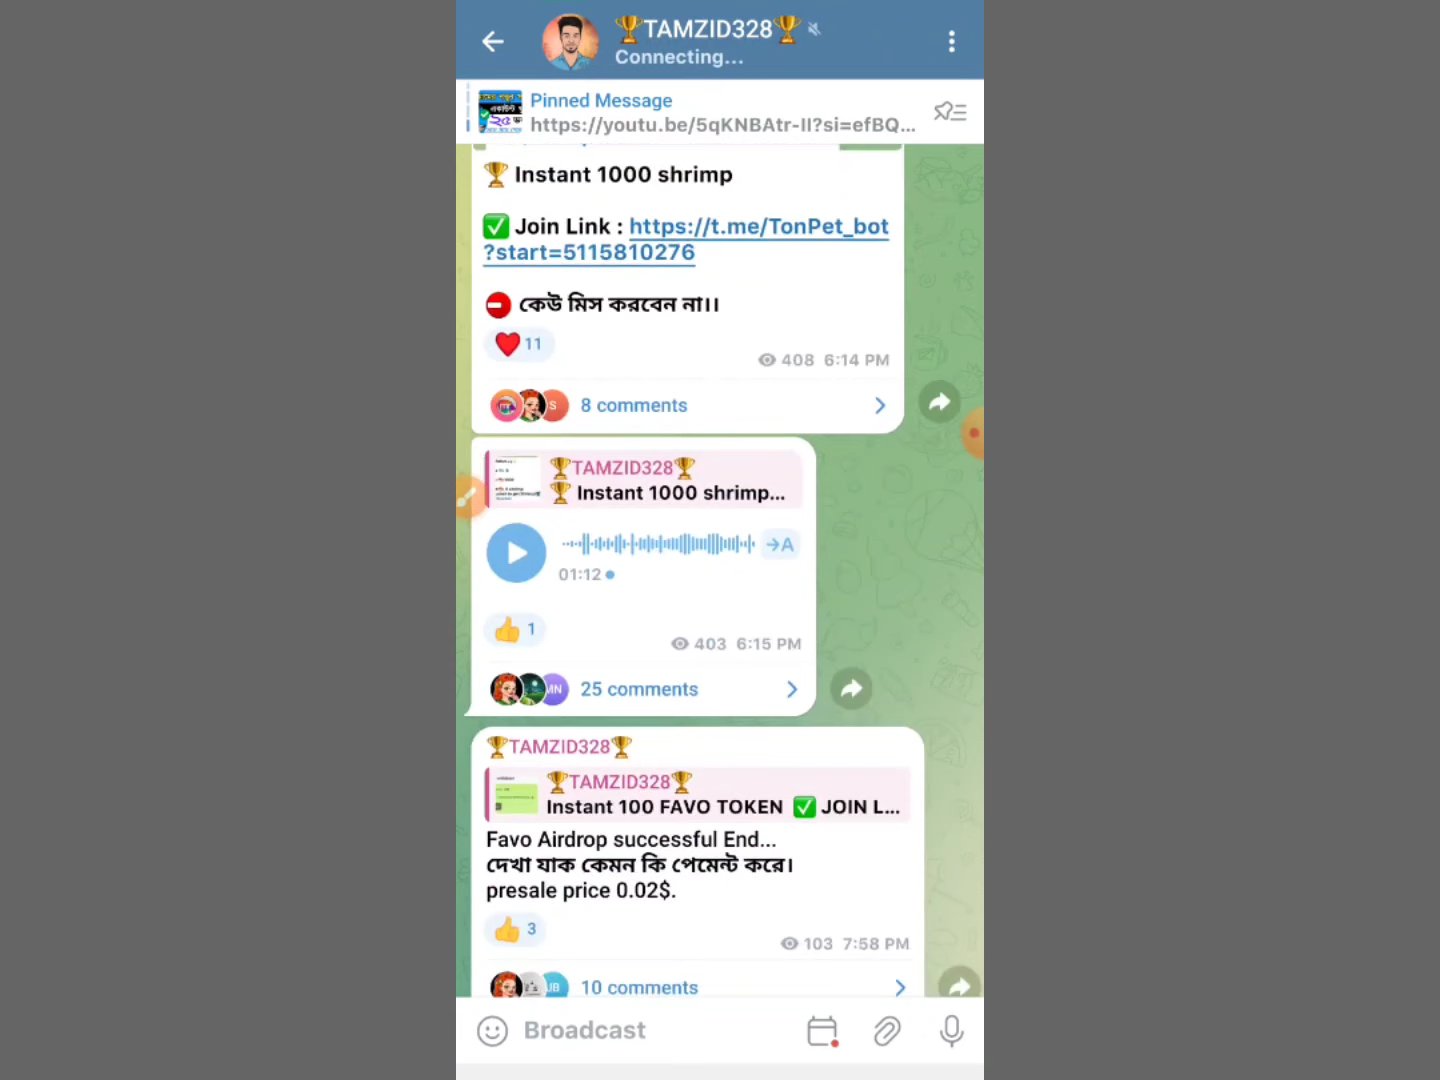 🏆TAMZID328🏆
Connecting...
Pinned Message
https://youtu.be/5qKNBAtr-II?si=efBQ...
🏆 Instant 1000 shrimp
✅ Join Link : https://t.me/TonPet_bot
?start=5115810276
⛔ কেউ মিস করবেন না।।
❤️ 11
408 6:14 PM
S
8 comments
🏆TAMZID328🏆
🏆 Instant 1000 shrimp...
→A
01:12
👍 1
403 6:15 PM
MN
25 comments
🏆TAMZID328🏆
🏆TAMZID328🏆
Instant 100 FAVO TOKEN ✅ JOIN L...
Favo Airdrop successful End...
দেখা যাক কেমন কি পেমেন্ট করে।
presale price 0.02$.
👍 3
103 7:58 PM
JB
10 comments
Broadcast